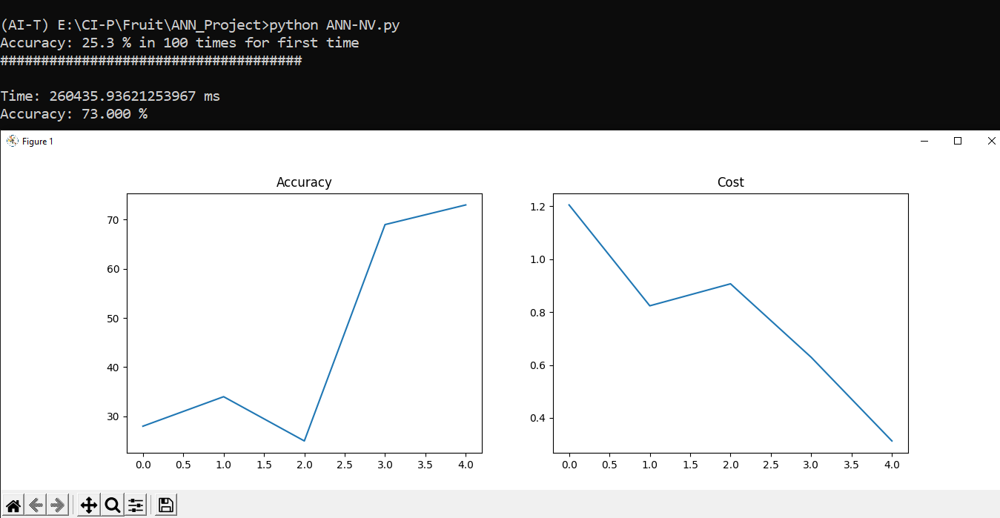 (AI-T) E:\CI-P\Fruit\ANN_Project>python ANN-NV.py
Accuracy: 25.3 % in 100 times for first time
#####################################
Time: 260435.93621253967 ms
Accuracy: 73.000 %
Figure 1
Accuracy
70
60
50
40
30
0.0 0.5 1.0 1.5 2.0 2.5 3.0 3.5 4.0
Cost
1.2
1.0
0.8
0.6
0.4
0.0 0.5 1.0 1.5 2.0 2.5 3.0 3.5 4.0